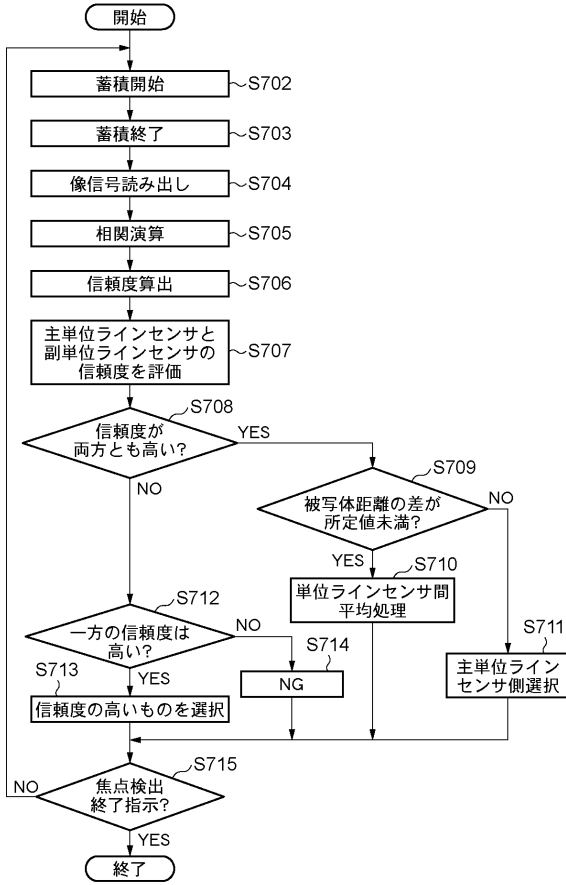 開始
蓄積開始 S702
蓄積終了 S703
像信号読み出し S704
相関演算 S705
信頼度算出 S706
主単位ラインセンサと
副単位ラインセンサの
信頼度を評価
S707
S708
信頼度が
両方とも高い?
YES
NO
S709
被写体距離の差が
所定値未満?
NO
YES
S710
単位ラインセンサ間
平均処理
S711
主単位ライン
センサ側選択
S712
一方の信頼度は
高い?
NO
YES
S714
NG
S713
信頼度の高いものを選択
S715
焦点検出
終了指示?
NO
YES
終了